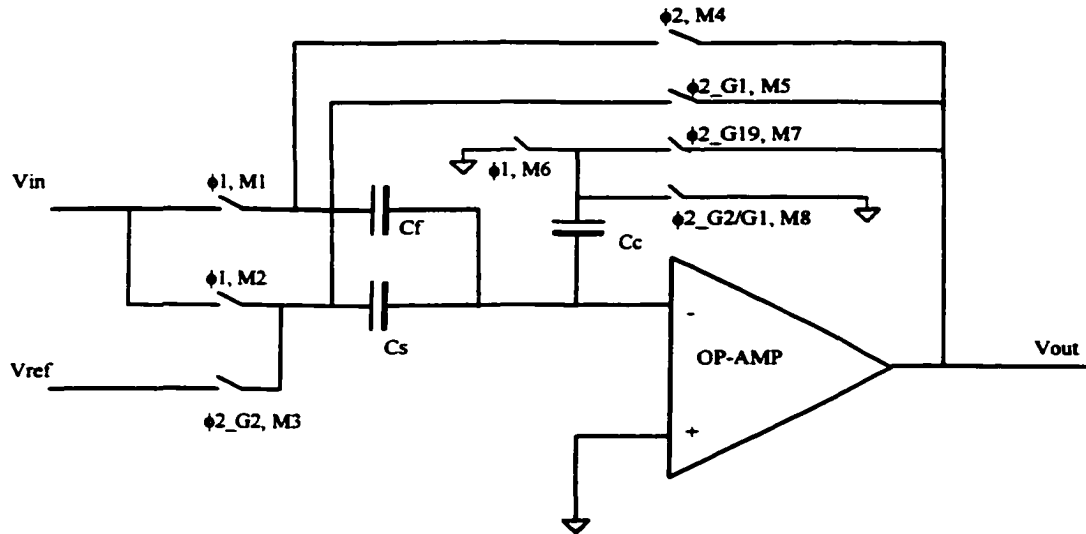 ϕ2, M4
ϕ2_G1, M5
ϕ2_G19, M7
ϕ1, M6
Vin
ϕ1, M1
ϕ2_G2/G1, M8
Cf
Cc
ϕ1, M2
Cs
-
OP-AMP
Vout
Vref
ϕ2_G2, M3
+